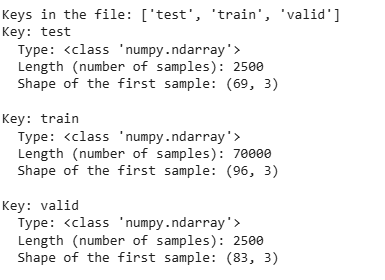 Keys in the file: ['test', 'train', 'valid']
Key: test
  Type: <class 'numpy.ndarray'>
  Length (number of samples): 2500
  Shape of the first sample: (69, 3)

Key: train
  Type: <class 'numpy.ndarray'>
  Length (number of samples): 70000
  Shape of the first sample: (96, 3)

Key: valid
  Type: <class 'numpy.ndarray'>
  Length (number of samples): 2500
  Shape of the first sample: (83, 3)